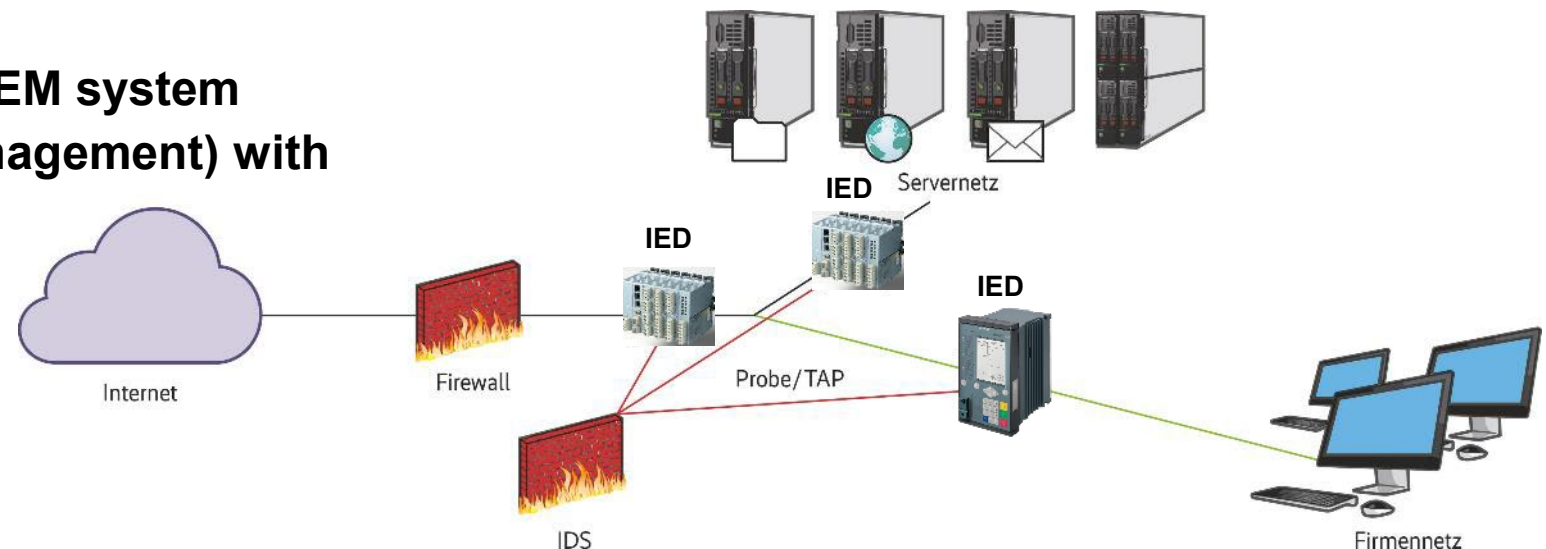 EM system
nagement) with
IED
Servernetz
IED
IED
Internet
Firewall
Probe/TAP
IDS
Firmennetz